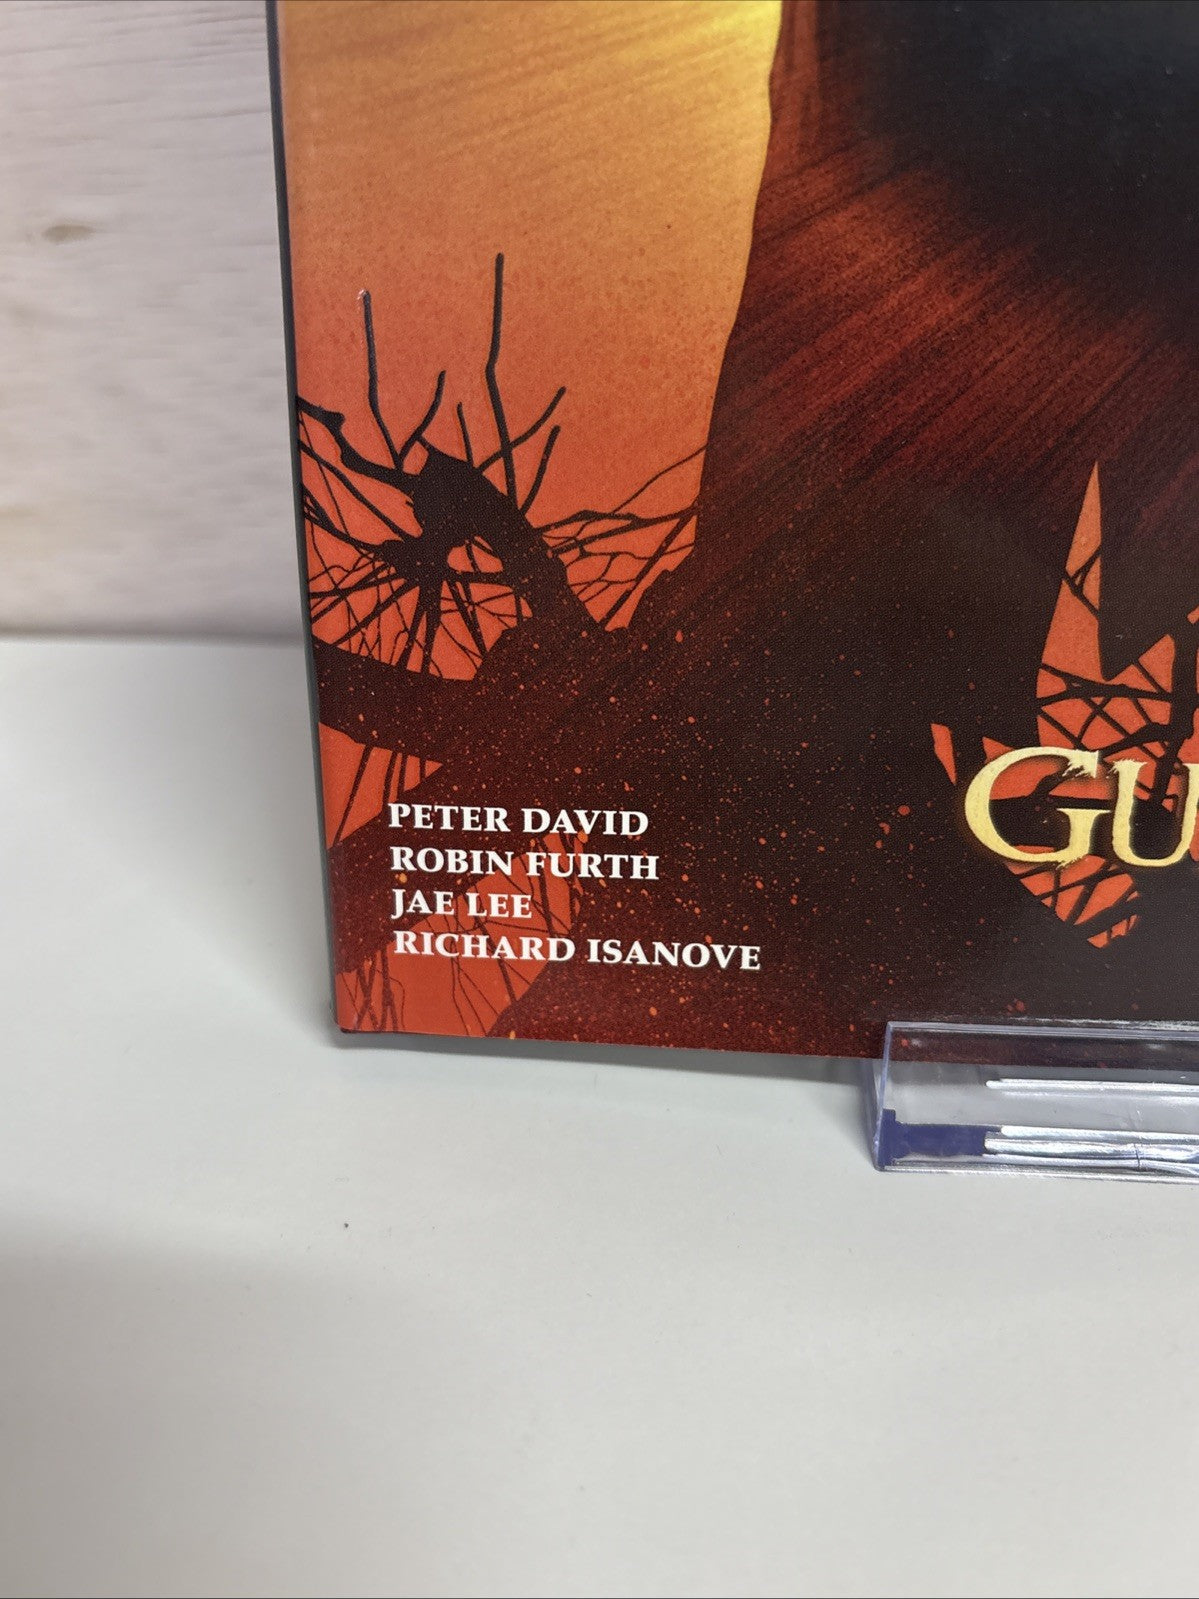 GU
PETER DAVID
ROBIN FURTH
JAE LEE
RICHARD ISANOVE